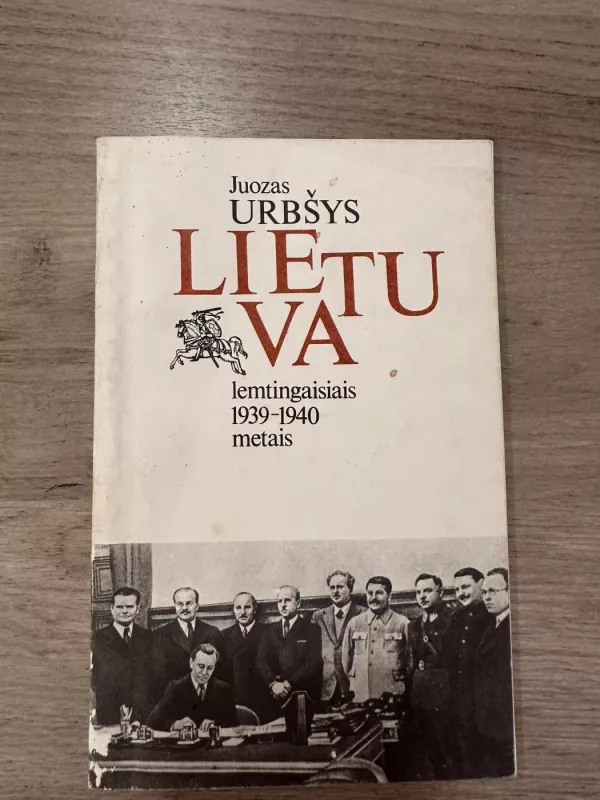 Juozas
URBŠYS
LIETU
VA
lemtingaisiais
1939-1940
metais